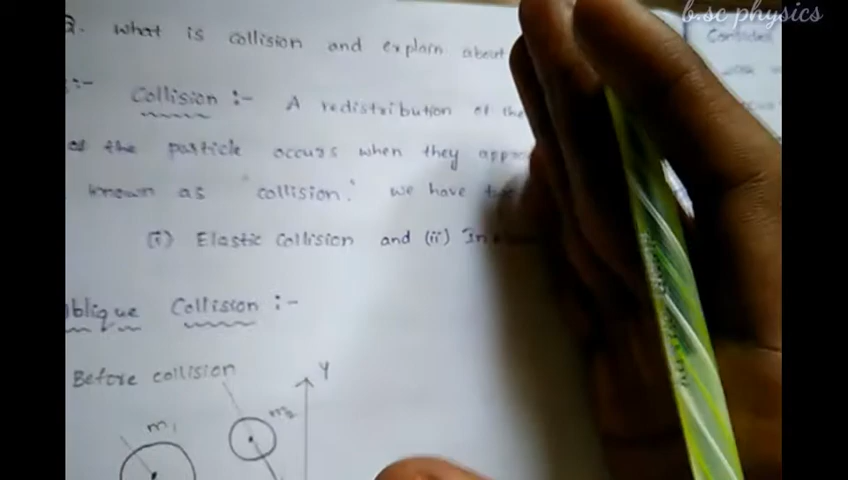 b.sc physics
2. what is collision and explain about
:- Collision :- A redistribution of the
of the particle occurs when they
known as "collision." we have
(i) Elastic Collision and (ii)
Collision :-
Before collision
Y
m2
m1